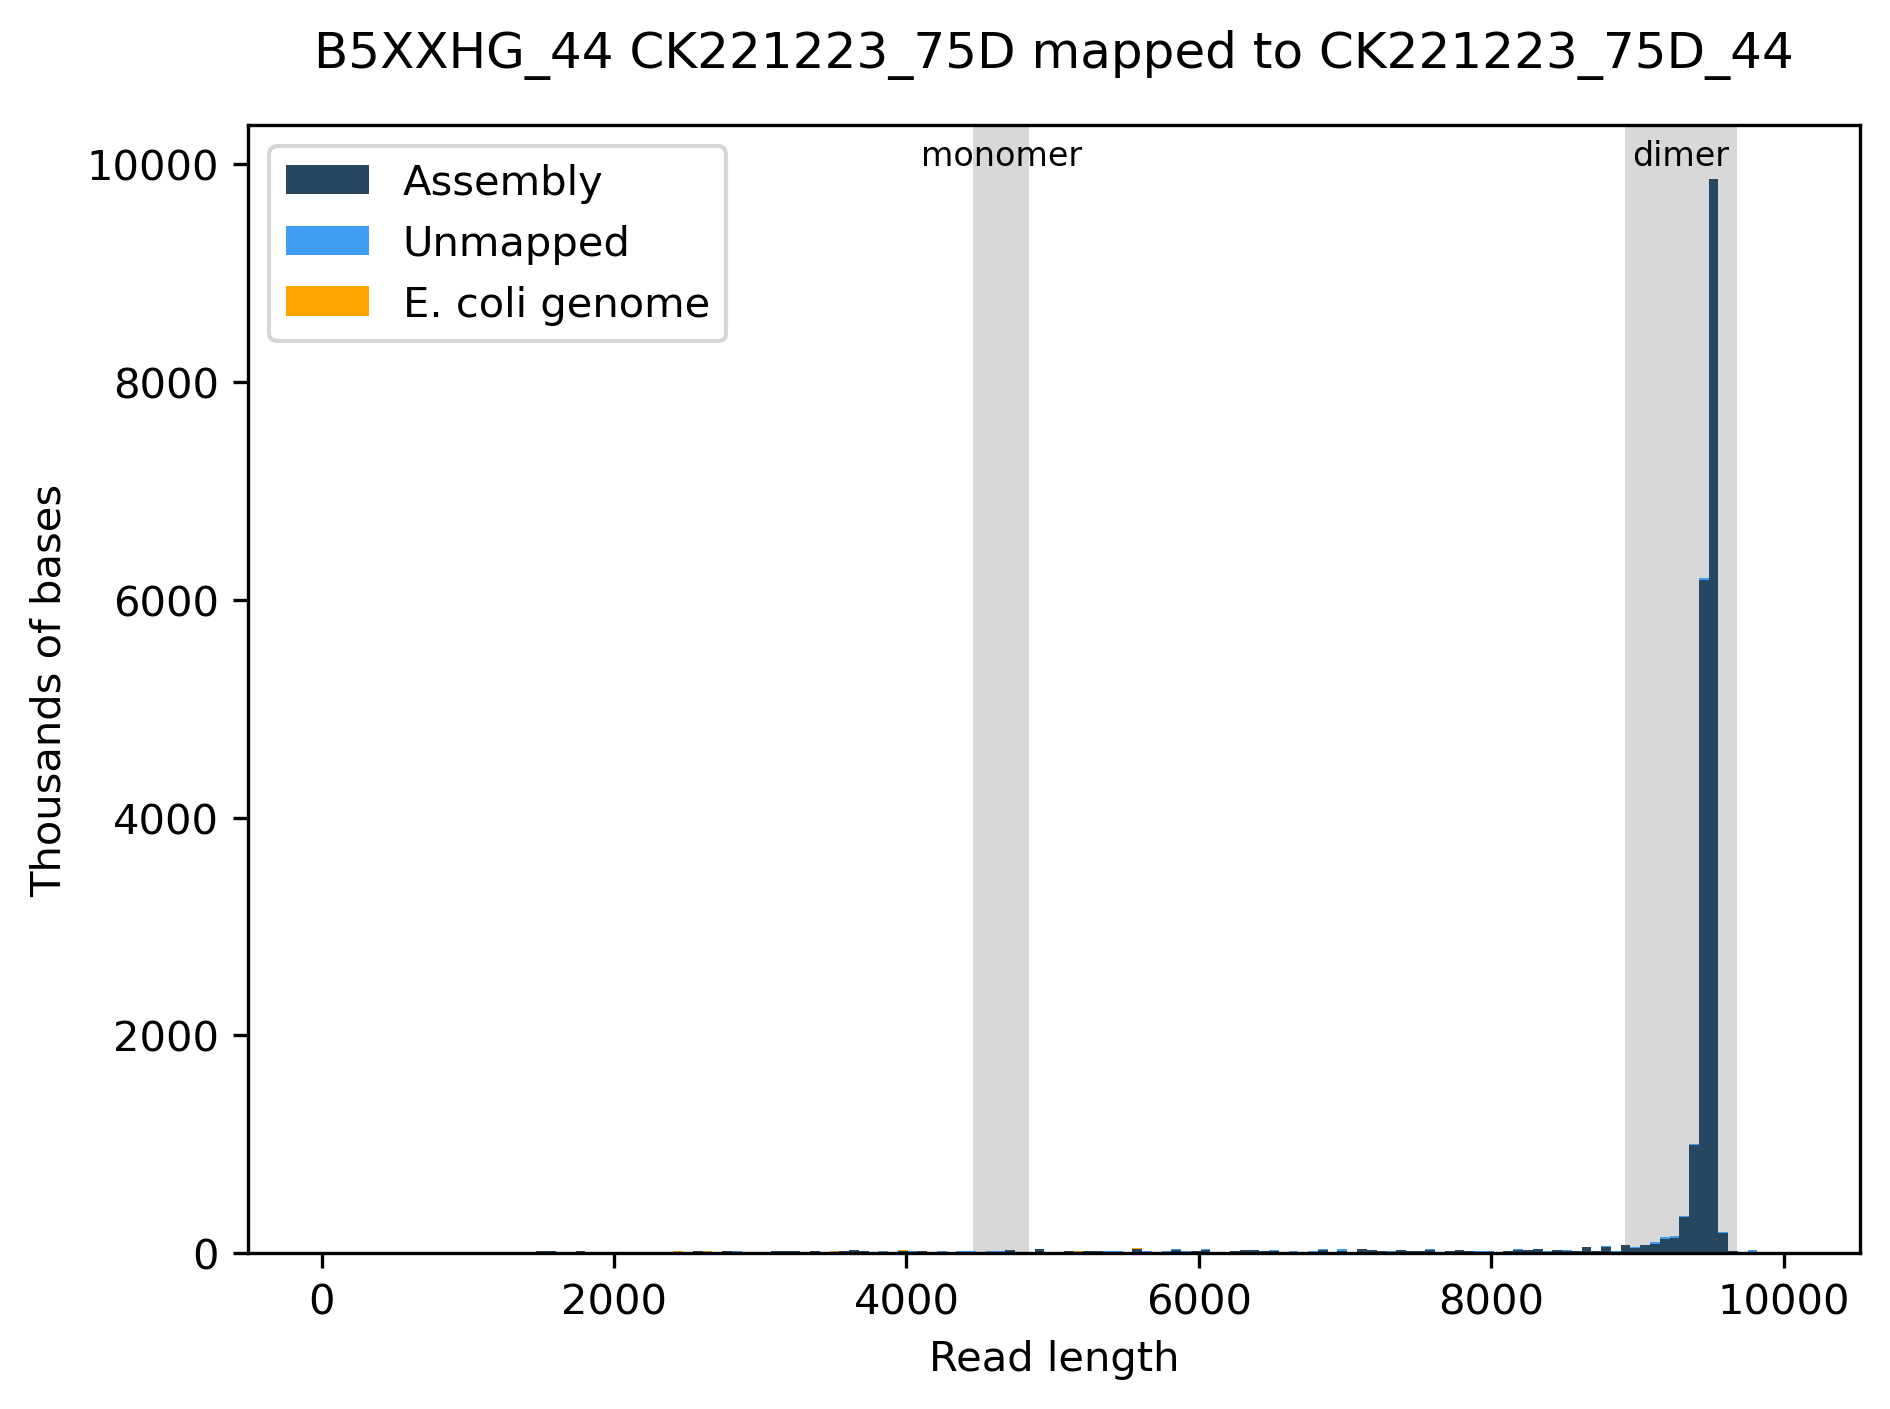 B5XXHG_44 CK221223_75D mapped to CK221223_75D_44
monomer
dimer
Assembly
Unmapped
E. coli genome
Thousands of bases
10000
8000
6000
4000
2000
0
0 2000 4000 6000 8000 10000
Read length